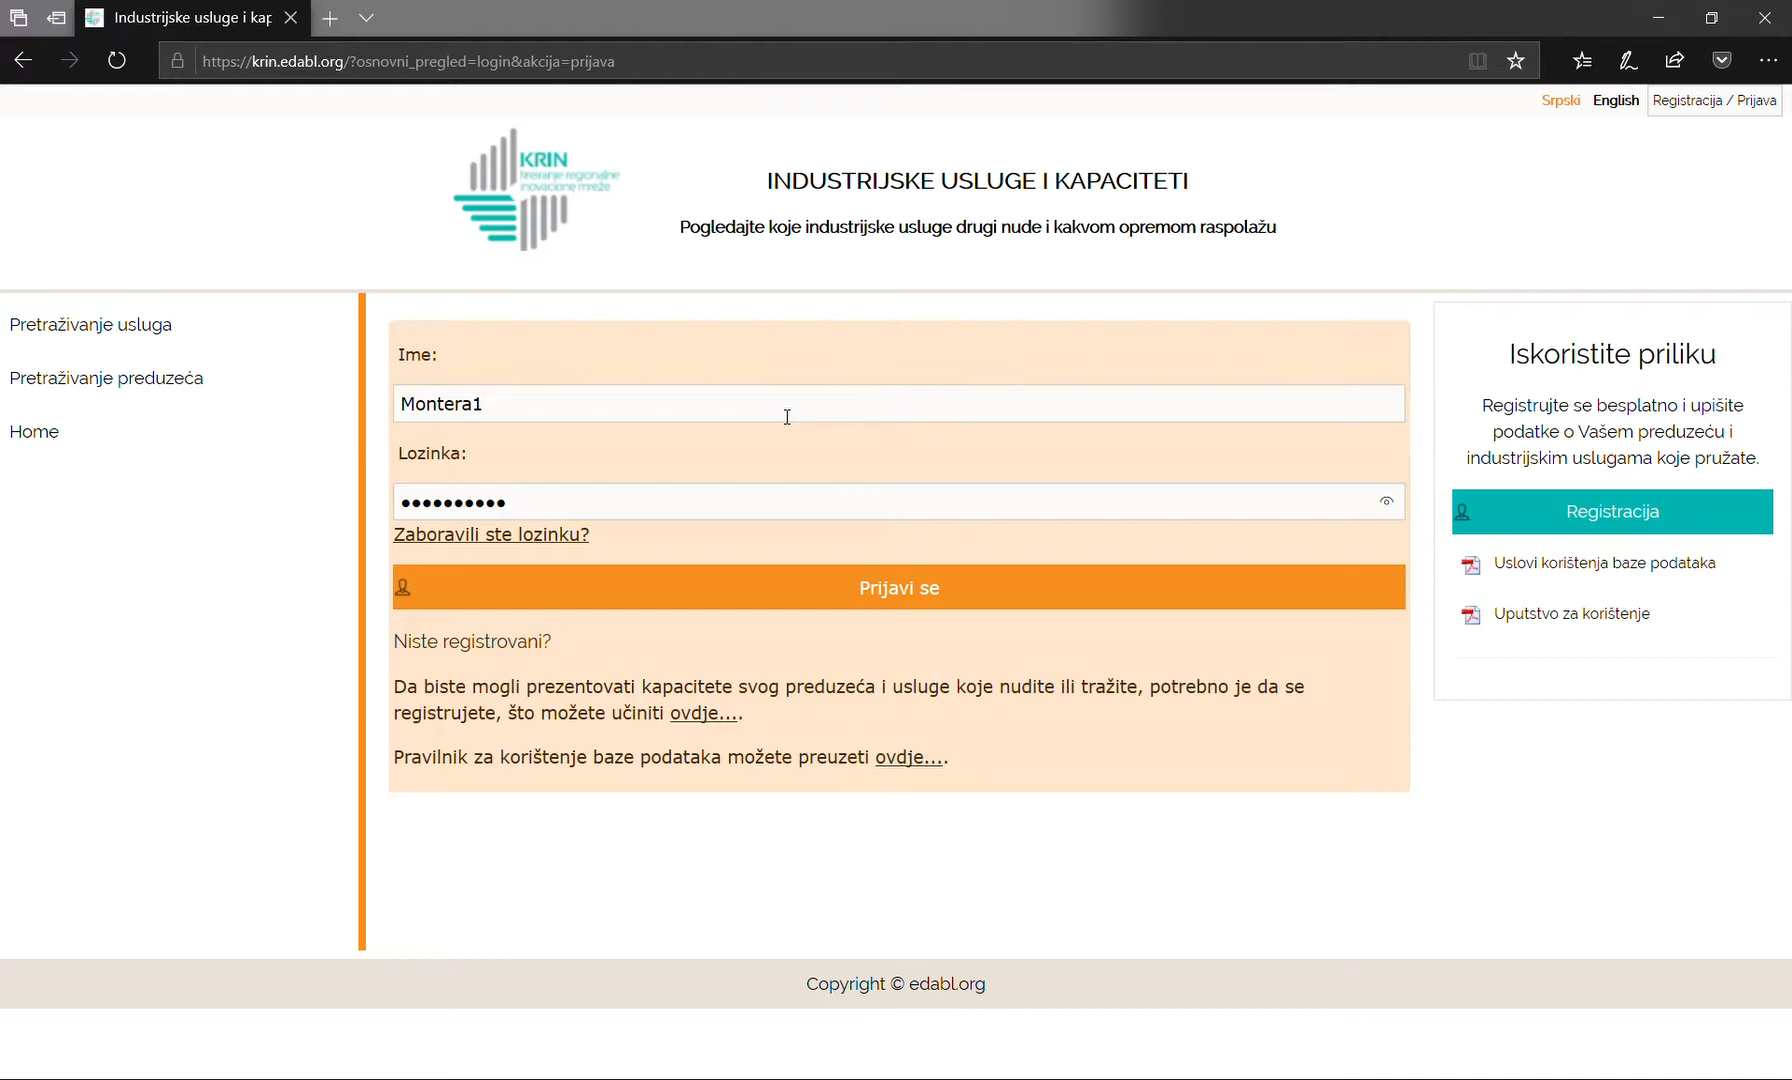 Industrijske usluge i kap
https://krin.edabl.org/?osnovni_pregled=login&akcija=prijava
Srpski English Registracija / Prijava
KRIN
kreiranje regionalne
inovacione mreže
INDUSTRIJSKE USLUGE I KAPACITETI
Pogledajte koje industrijske usluge drugi nude i kakvom opremom raspolažu
Pretraživanje usluga
Pretraživanje preduzeća
Home
Ime:
Montera1
Lozinka:
••••••••••
Zaboravili ste lozinku?
Prijavi se
Niste registrovani?
Da biste mogli prezentovati kapacitete svog preduzeća i usluge koje nudite ili tražite, potrebno je da se
registrujete, što možete učiniti ovdje....
Pravilnik za korištenje baze podataka možete preuzeti ovdje....
Iskoristite priliku
Registrujte se besplatno i upišite
podatke o Vašem preduzeću i
industrijskim uslugama koje pružate.
Registracija
Uslovi korištenja baze podataka
Uputstvo za korištenje
Copyright © edabl.org